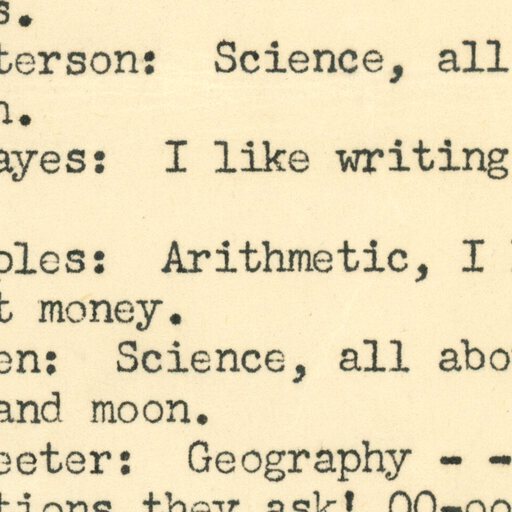 s.
terson:  Science, all
n.
ayes:  I like writing
oles:  Arithmetic, I
t money.
en:  Science, all abo
and moon.
eeter:  Geography - -
tions they ask! OO-oo